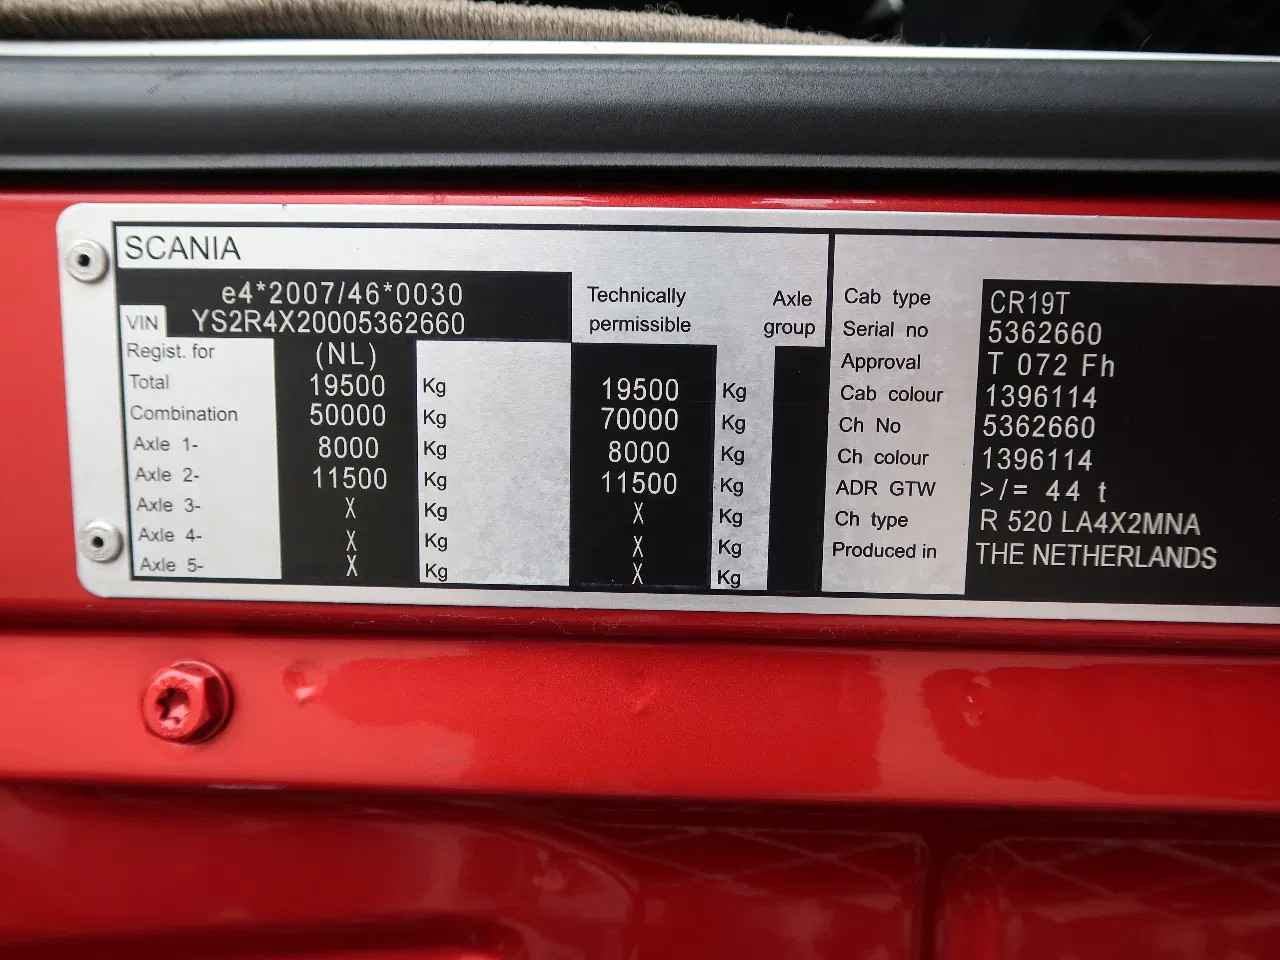 SCANIA
e4*2007/46*0030
VIN YS2R4X20005362660
Technically permissible Axle group
Regist. for (NL)
Total 19500 Kg 19500 Kg
Combination 50000 Kg 70000 Kg
Axle 1- 8000 Kg 8000 Kg
Axle 2- 11500 Kg 11500 Kg
Axle 3- X Kg X Kg
Axle 4- X Kg X Kg
Axle 5- X Kg X Kg
Cab type CR19T
Serial no 5362660
Approval T 072 Fh
Cab colour 1396114
Ch No 5362660
Ch colour 1396114
ADR GTW >/= 44 t
Ch type R 520 LA4X2MNA
Produced in THE NETHERLANDS